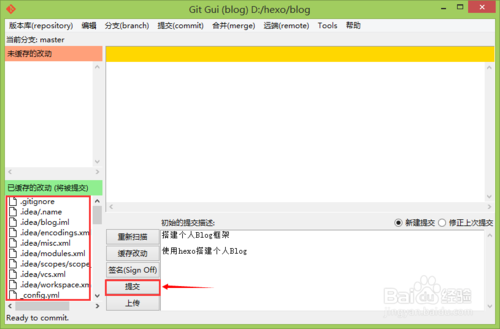 Git Gui (blog) D:/hexo/blog
版本库(repository) 编辑 分支(branch) 提交(commit) 合并(merge) 远端(remote) Tools 帮助
当前分支: master
未缓存的改动
已缓存的改动 (将被提交)
.gitignore
.idea/.name
.idea/blog.iml
.idea/encodings.xm
.idea/misc.xml
.idea/modules.xml
.idea/scopes/scope
.idea/vcs.xml
.idea/workspace.xm
_config.yml
初始的提交描述:
新建提交 修正上次提交
重新扫描
缓存改动
签名(Sign Off)
提交
上传
搭建个人Blog框架
使用hexo搭建个人Blog
Ready to commit.
Baidu 经验